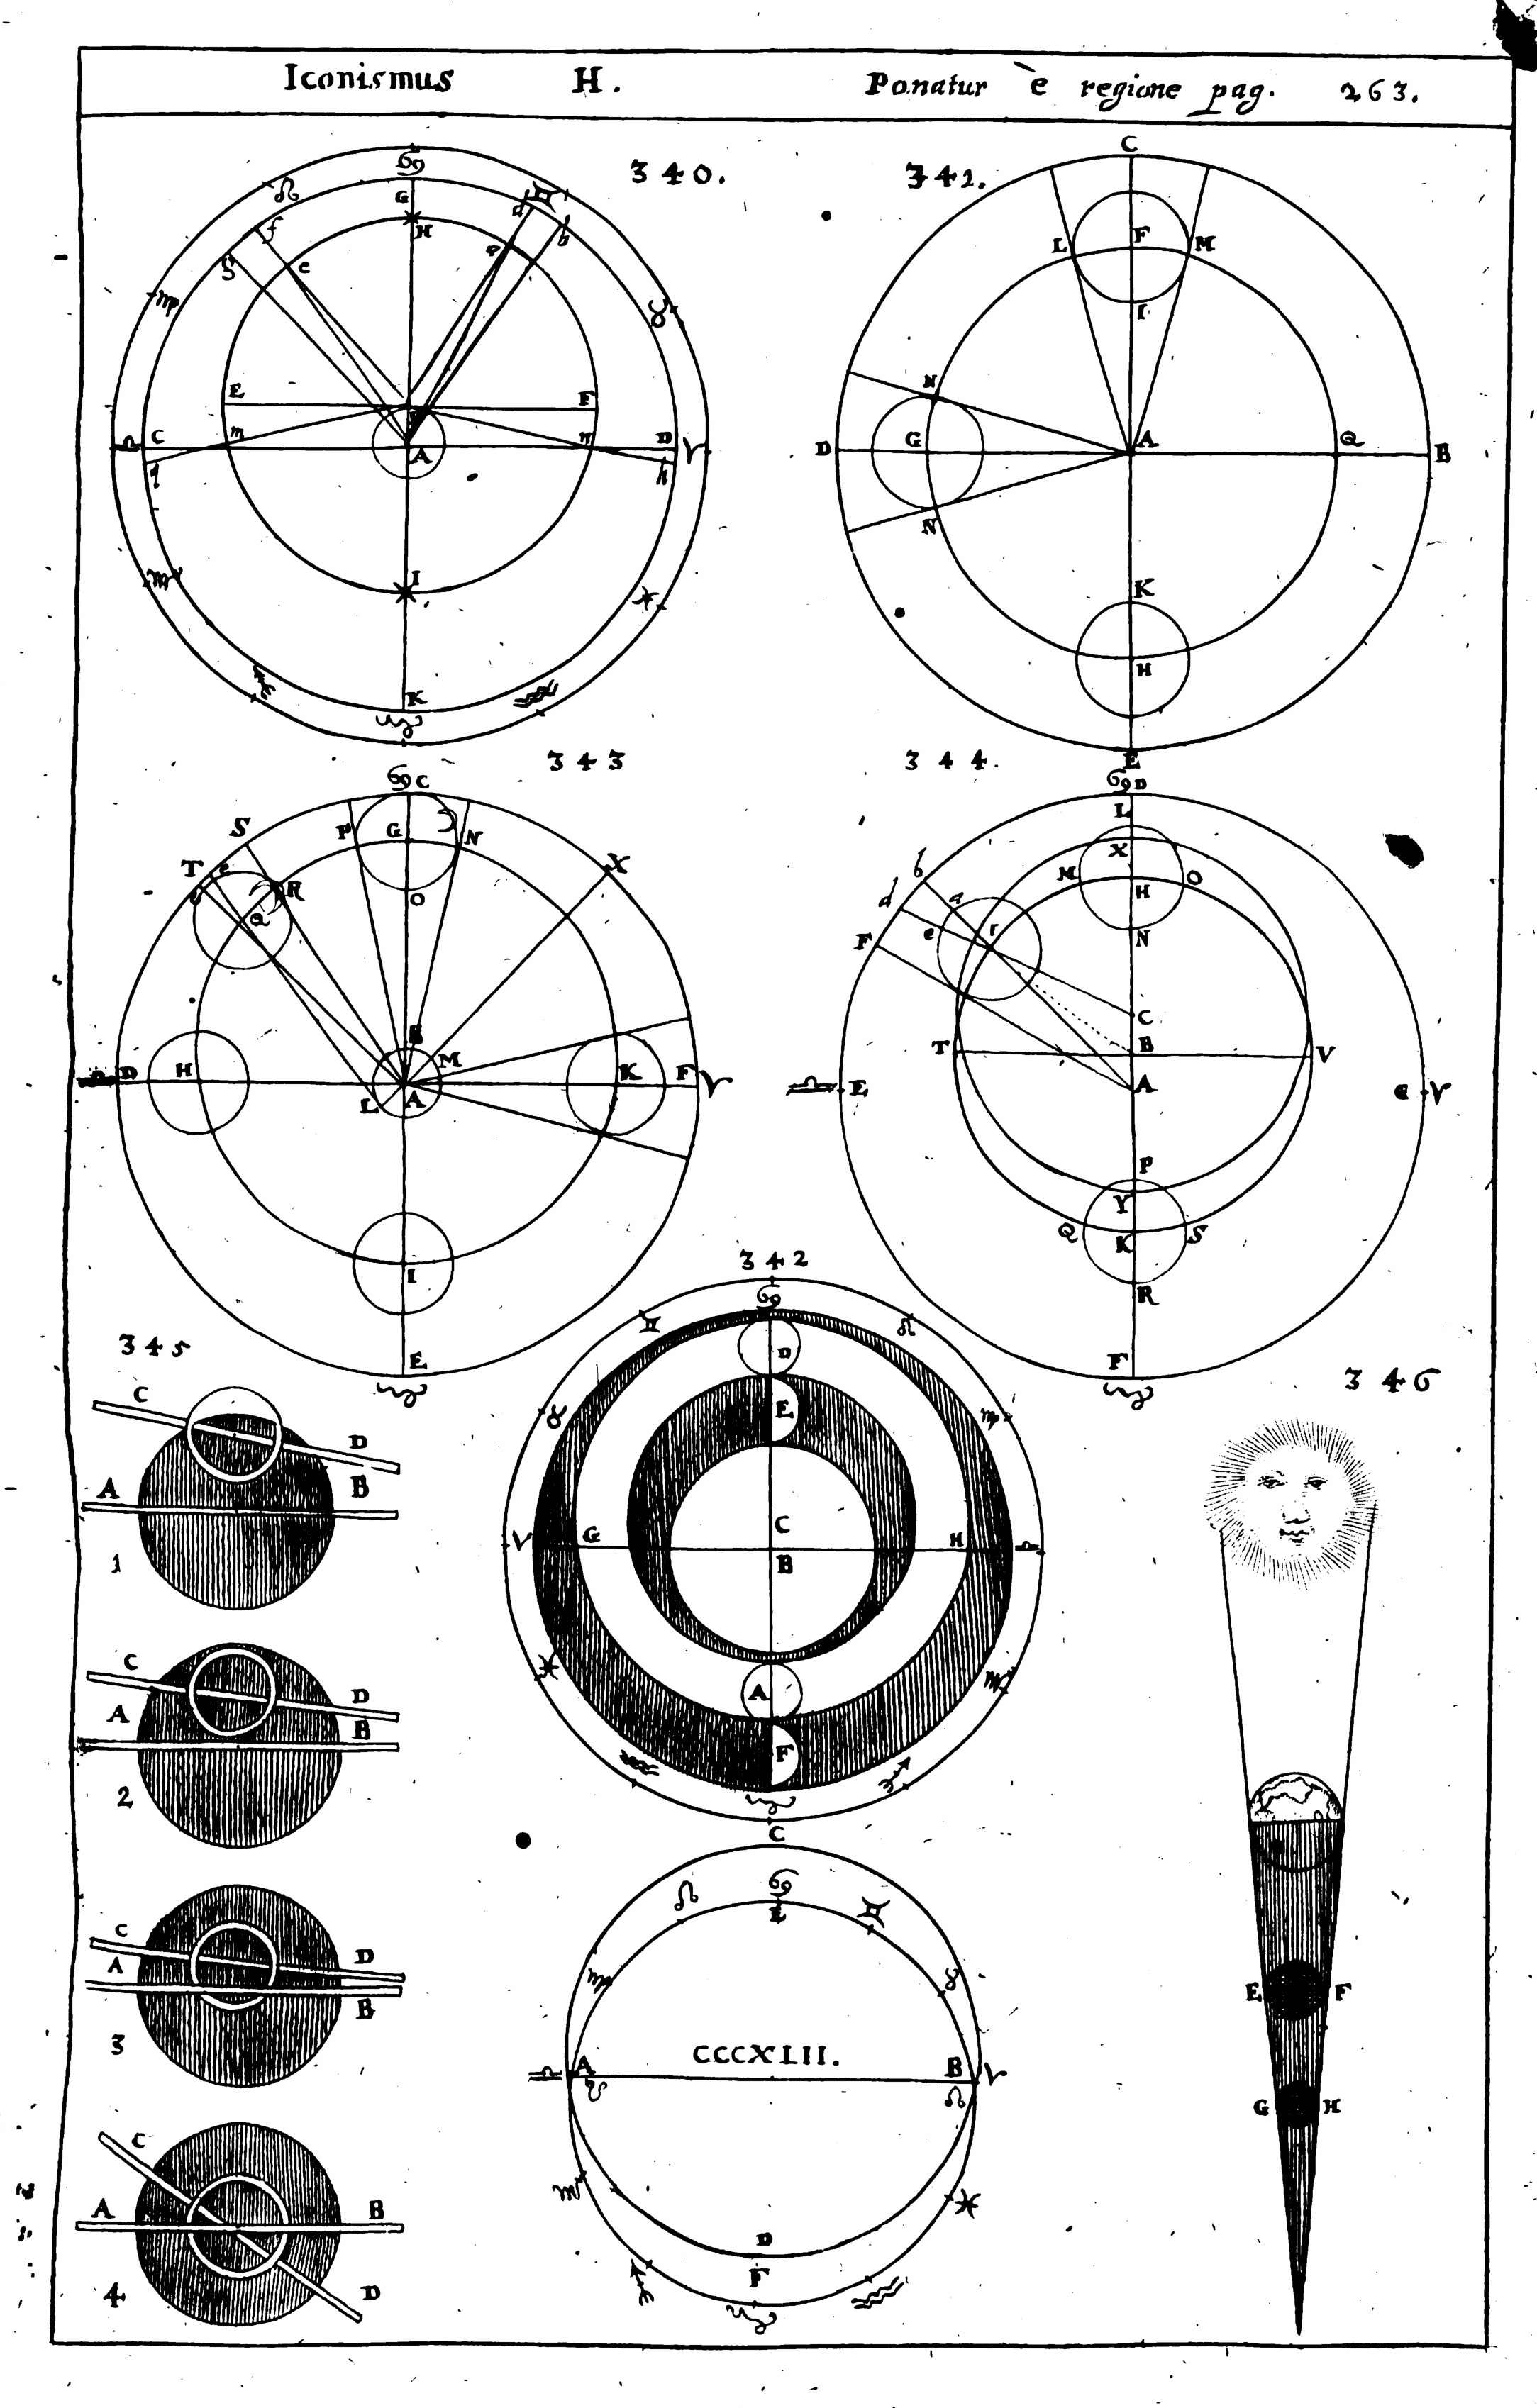 Iconismus H. Ponatur è regione pag. 263.
340.
♋
G
H
♌
f
e
S
♍
d
♊
a
b
♉
E
F
♎ C
m
A
n
D ♈
q
h
♏
I
♓
♐
K
♒
♑
341.
C
L F M
I
N
D G A Q B
N
K
H
E
343
♋ C
S
P G N
T e
R
Q
O
X
B
M
D H K F ♈
L A
I
E
♑
344.
♋ D
L
X
b
M H O
d a
e r
F
N
C
T B V
♎ E A ♈
P
Y
Q K S
R
F
♑
342
♋
♊ ♌
D
♉ E ♍
♈ G C H ♎
B
♓ A ♏
F
♒ ♐
♑
345
C
D
A B
1
C
D
A B
2
C
A D
B
3
C
A B
D
4
C
♋
♌ E ♊
♍ ♉
CCCXLII.
♎ A B ♈
☋ ☊
♏ ♓
D
♐ F ♒
♑
346
E F
G H